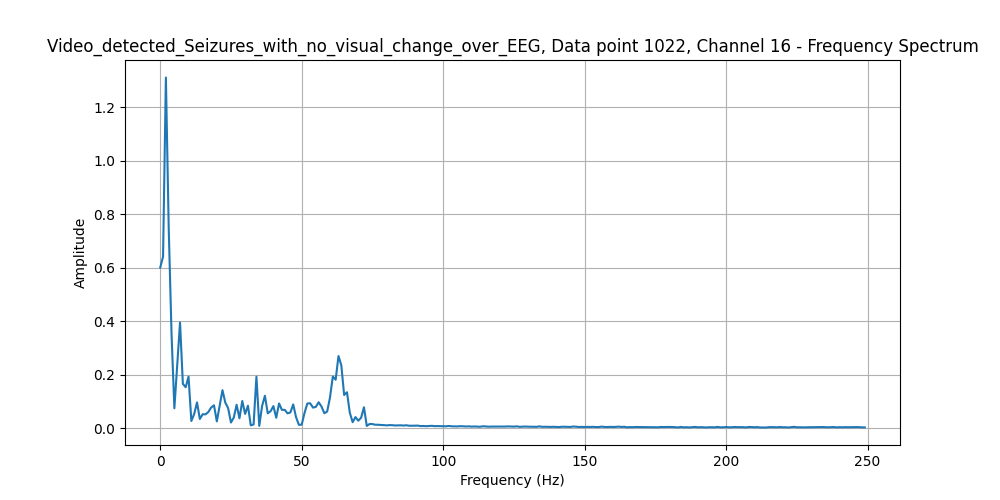 Video_detected_Seizures_with_no_visual_change_over_EEG, Data point 1022, Channel 16 - Frequency Spectrum
1.2
1.0
0.8
0.6
0.4
0.2
0.0
Amplitude
0 50 100 150 200 250
Frequency (Hz)